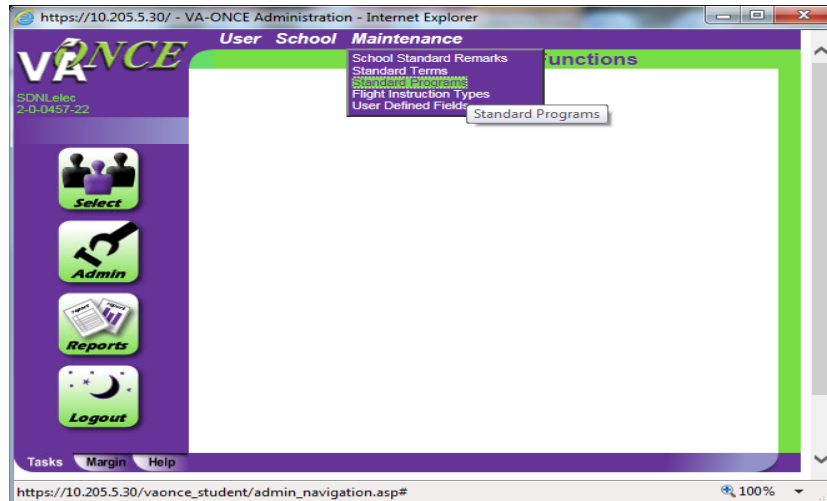 https://10.205.5.30/ - VA-ONCE Administration - Internet Explorer
VA ONCE
User School Maintenance
Functions
School Standard Remarks
Standard Terms
Standard Programs
Flight Instruction Types
User Defined Fields
Standard Programs
SDNLelec
2-0-0457-22
Select
Admin
Reports
Logout
Tasks Margin Help
https://10.205.5.30/vaonce_student/admin_navigation.asp#
100%